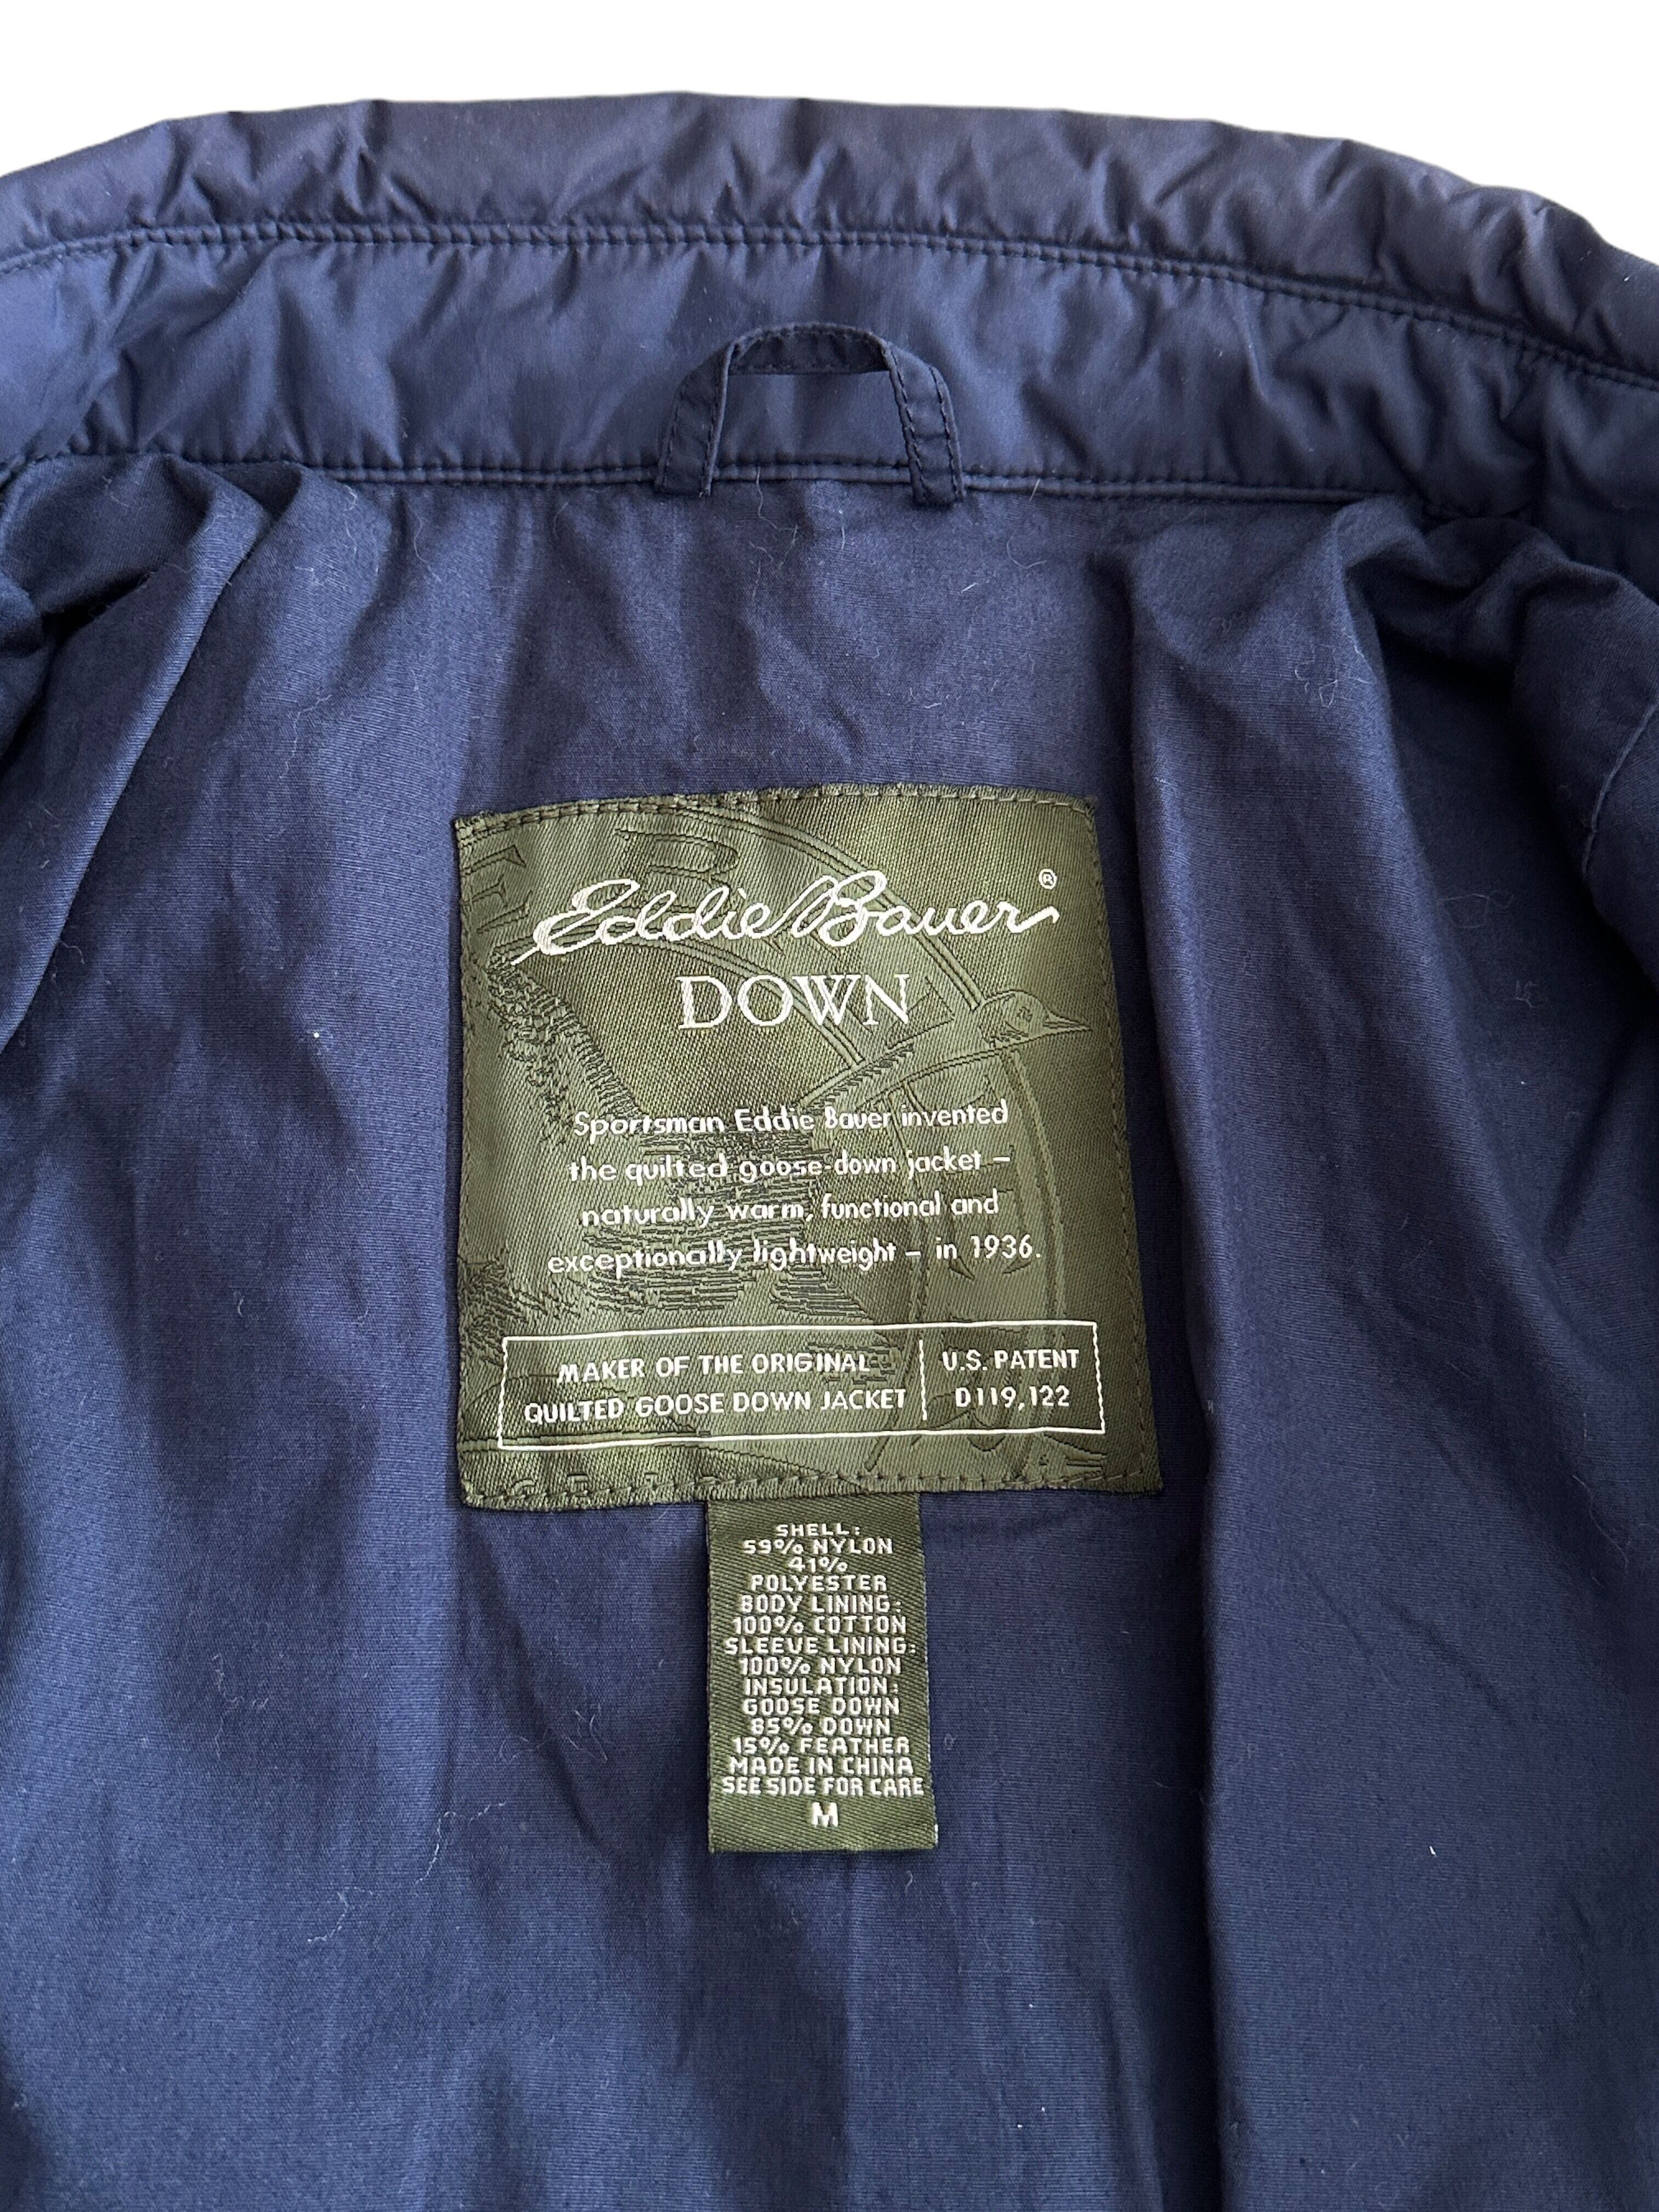 Eddie Bauer®
DOWN
Sportsman Eddie Bauer invented
the quilted goose-down jacket –
naturally warm, functional and
exceptionally lightweight – in 1936.
MAKER OF THE ORIGINAL
QUILTED GOOSE DOWN JACKET
U.S. PATENT
D119,122
SHELL:
59% NYLON
41%
POLYESTER
BODY LINING:
100% COTTON
SLEEVE LINING:
100% NYLON
INSULATION:
GOOSE DOWN
85% DOWN
15% FEATHER
MADE IN CHINA
SEE SIDE FOR CARE
M